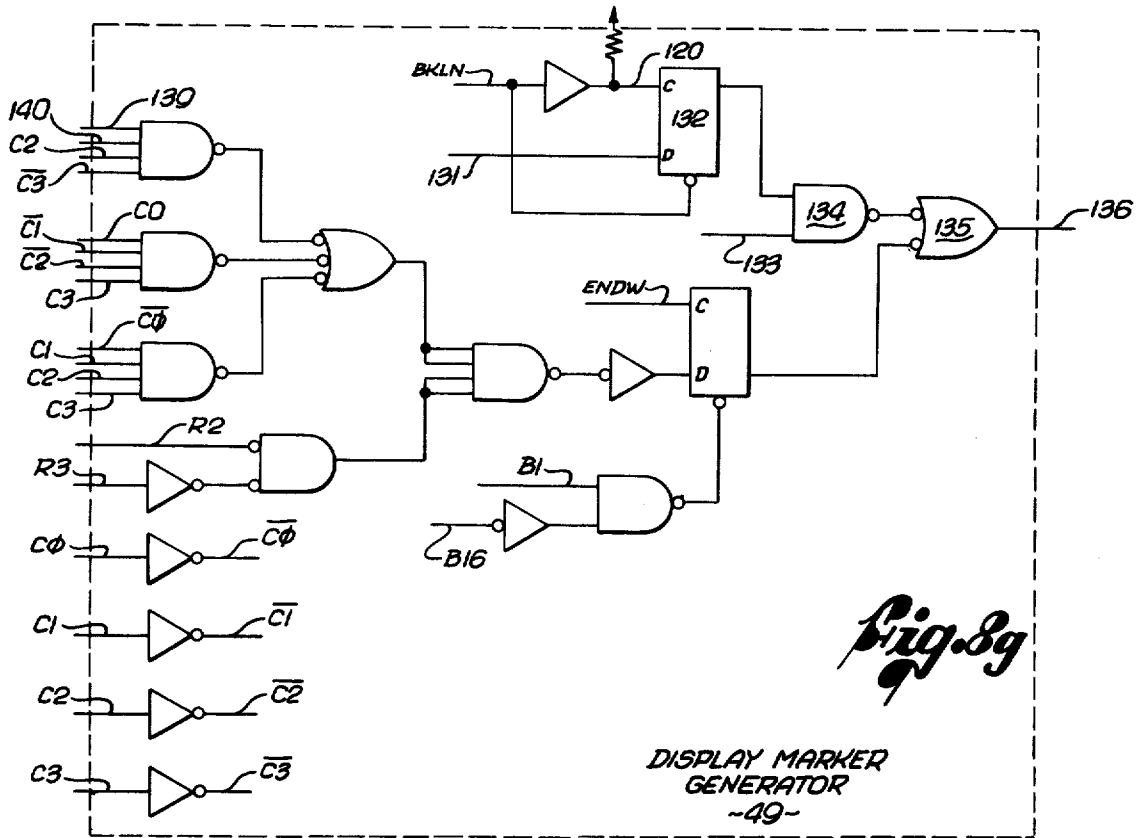 BKLN
120
C
132
D
131
139
140
C2
C̅3̅
C0
C̅1̅
C̅2̅
C3
C̅φ̅
C1
C2
C3
R2
R3
134
133
135
136
ENDW
C
D
B1
B16
Cφ
C̅φ̅
C1
C̅1̅
C2
C̅2̅
C3
C̅3̅
Fig. 8g
DISPLAY MARKER
GENERATOR
~49~